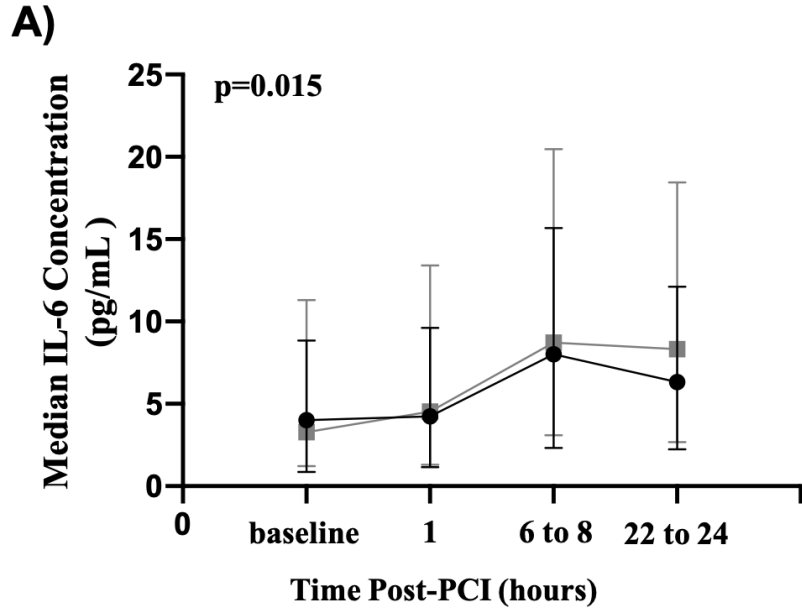 A)
Median IL-6 Concentration
(pg/mL )
p=0.015
25
20
15
10
5
0
0 baseline 1 6 to 8 22 to 24
Time Post-PCI (hours)